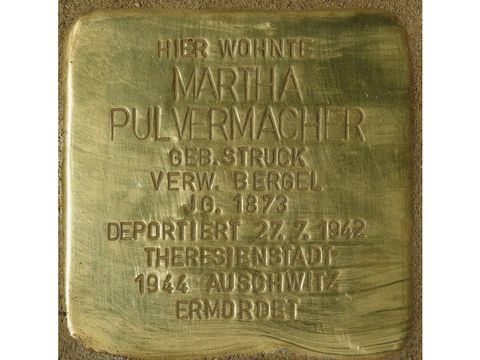 HIER WOHNTE
MARTHA
PULVERMACHER
GEB. STRUCK
VERW. BERGEL
JG. 1873
DEPORTIERT 27. 7. 1942
THERESIENSTADT
1944 AUSCHWITZ
ERMORDET